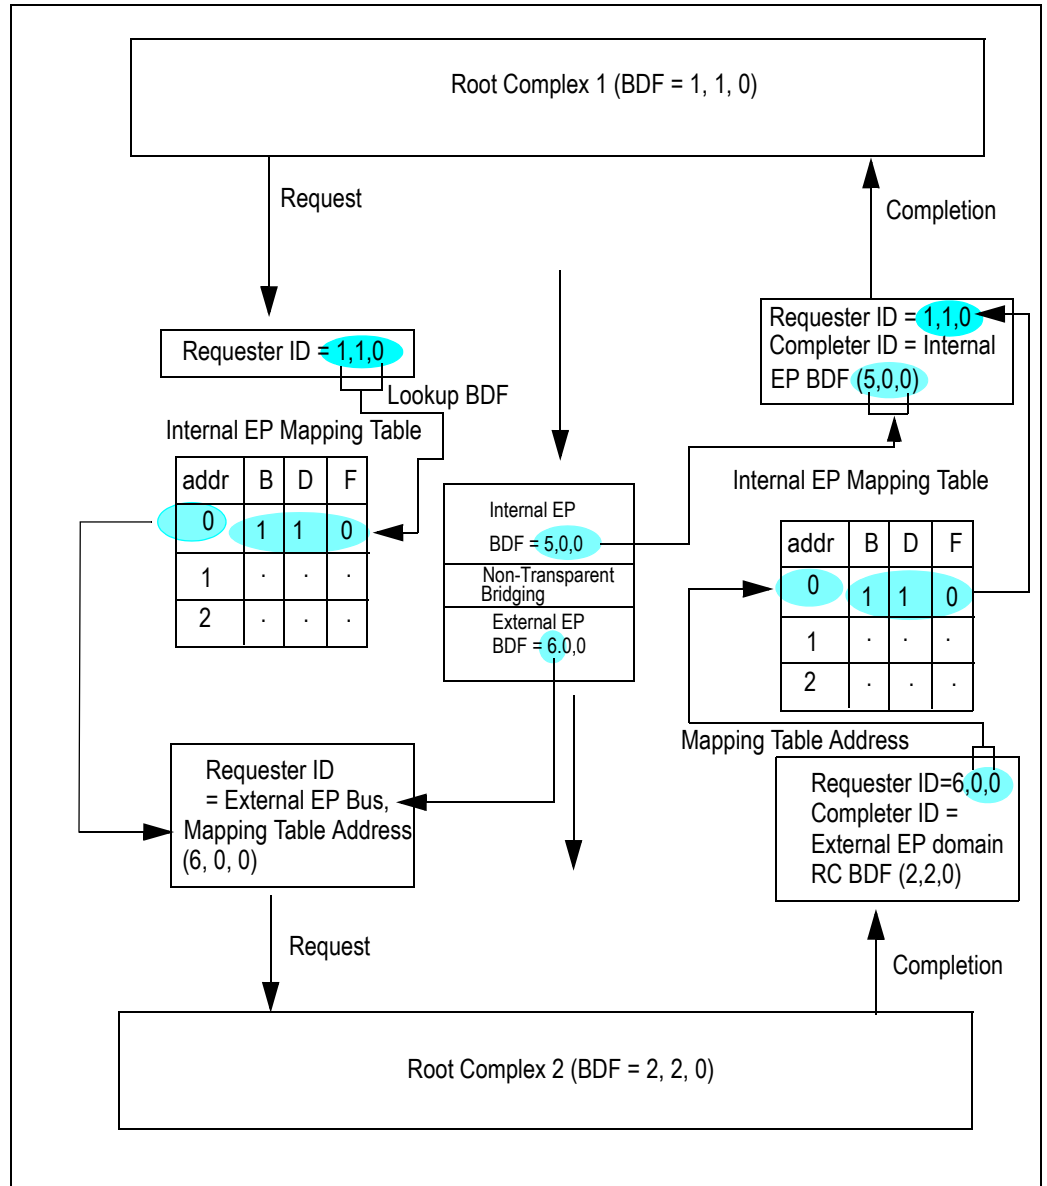 Root Complex 1 (BDF = 1, 1, 0)
Request
Completion
Requester ID = 1,1,0
Lookup BDF
Internal EP Mapping Table
addr B D F
0 1 1 0
1 . . .
2 . . .
Internal EP
BDF = 5,0,0
Non-Transparent
Bridging
External EP
BDF = 6.0,0
Requester ID = 1,1,0
Completer ID = Internal
EP BDF (5,0,0)
Internal EP Mapping Table
addr B D F
0 1 1 0
1 . . .
2 . . .
Mapping Table Address
Requester ID
= External EP Bus,
Mapping Table Address
(6, 0, 0)
Requester ID=6,0,0
Completer ID =
External EP domain
RC BDF (2,2,0)
Request
Completion
Root Complex 2 (BDF = 2, 2, 0)